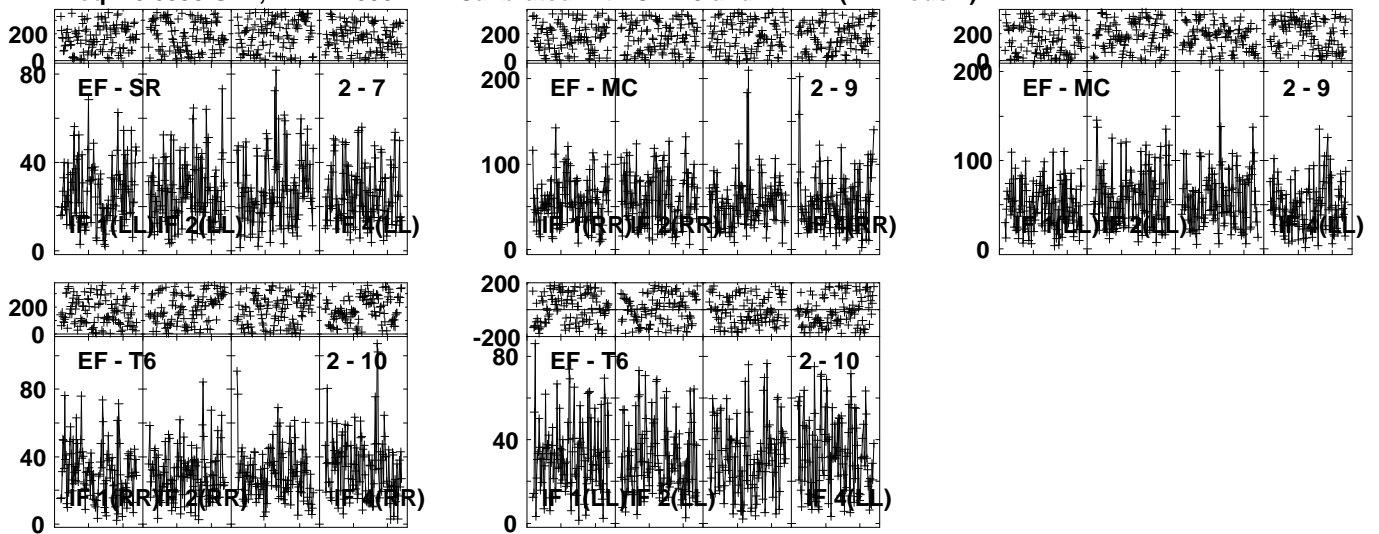 200
0
80
40
0
EF - SR
2 - 7
IF 1(LL)
IF 2(LL)
IF 4(LL)
200
0
200
100
0
EF - MC
2 - 9
IF 1(RR)
IF 2(RR)
IF 4(RR)
200
0
200
100
0
EF - MC
2 - 9
IF 1(LL)
IF 2(LL)
IF 4(LL)
200
0
80
40
0
EF - T6
2 - 10
IF 1(RR)
IF 2(RR)
IF 4(RR)
200
-200
80
40
0
EF - T6
2 - 10
IF 1(LL)
IF 2(LL)
IF 4(LL)